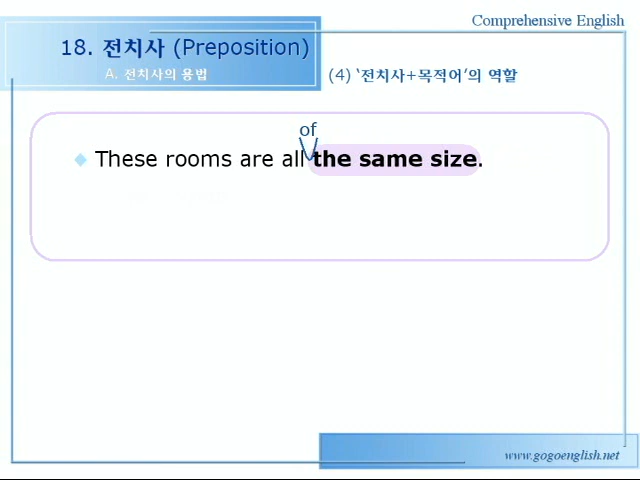 Comprehensive English
18. 전치사 (Preposition)
A. 전치사의 용법
(4) ‘전치사+목적어’의 역할
of
These rooms are all the same size.
www.gogoenglish.net